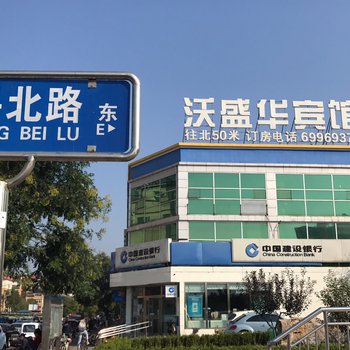 北路 东
G BEI LU E
沃盛华宾馆
往北50米 订房电话 699693
中国建设银行
中国建设银行
China Construction Bank